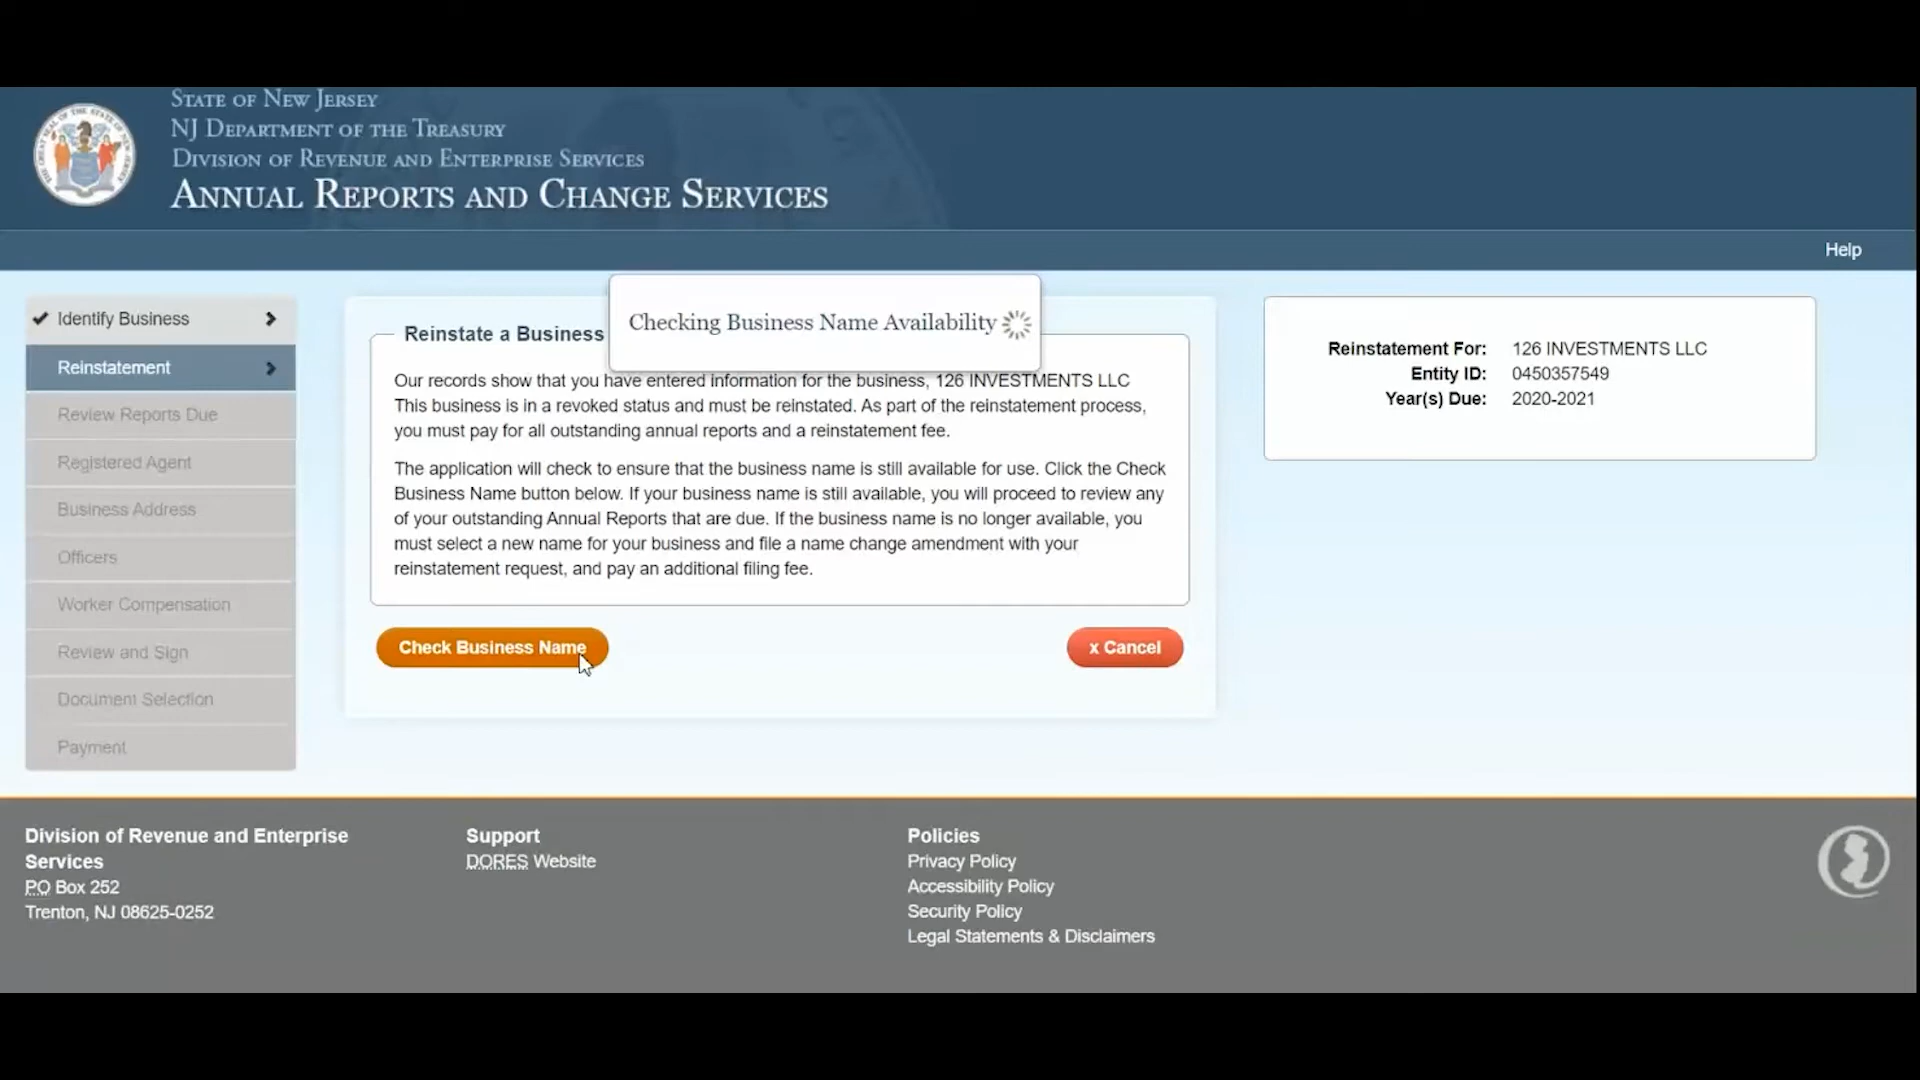 STATE OF NEW JERSEY
NJ DEPARTMENT OF THE TREASURY
DIVISION OF REVENUE AND ENTERPRISE SERVICES
ANNUAL REPORTS AND CHANGE SERVICES
Help
Identify Business
Reinstatement
Review Reports Due
Registered Agent
Business Address
Officers
Worker Compensation
Review and Sign
Document Selection
Payment
Checking Business Name Availability
Reinstate a Business
Our records show that you have entered information for the business, 126 INVESTMENTS LLC
This business is in a revoked status and must be reinstated. As part of the reinstatement process,
you must pay for all outstanding annual reports and a reinstatement fee.
The application will check to ensure that the business name is still available for use. Click the Check
Business Name button below. If your business name is still available, you will proceed to review any
of your outstanding Annual Reports that are due. If the business name is no longer available, you
must select a new name for your business and file a name change amendment with your
reinstatement request, and pay an additional filing fee.
Check Business Name
x Cancel
Reinstatement For: 126 INVESTMENTS LLC
Entity ID: 0450357549
Year(s) Due: 2020-2021
Division of Revenue and Enterprise
Services
PO Box 252
Trenton, NJ 08625-0252
Support
DORES Website
Policies
Privacy Policy
Accessibility Policy
Security Policy
Legal Statements & Disclaimers